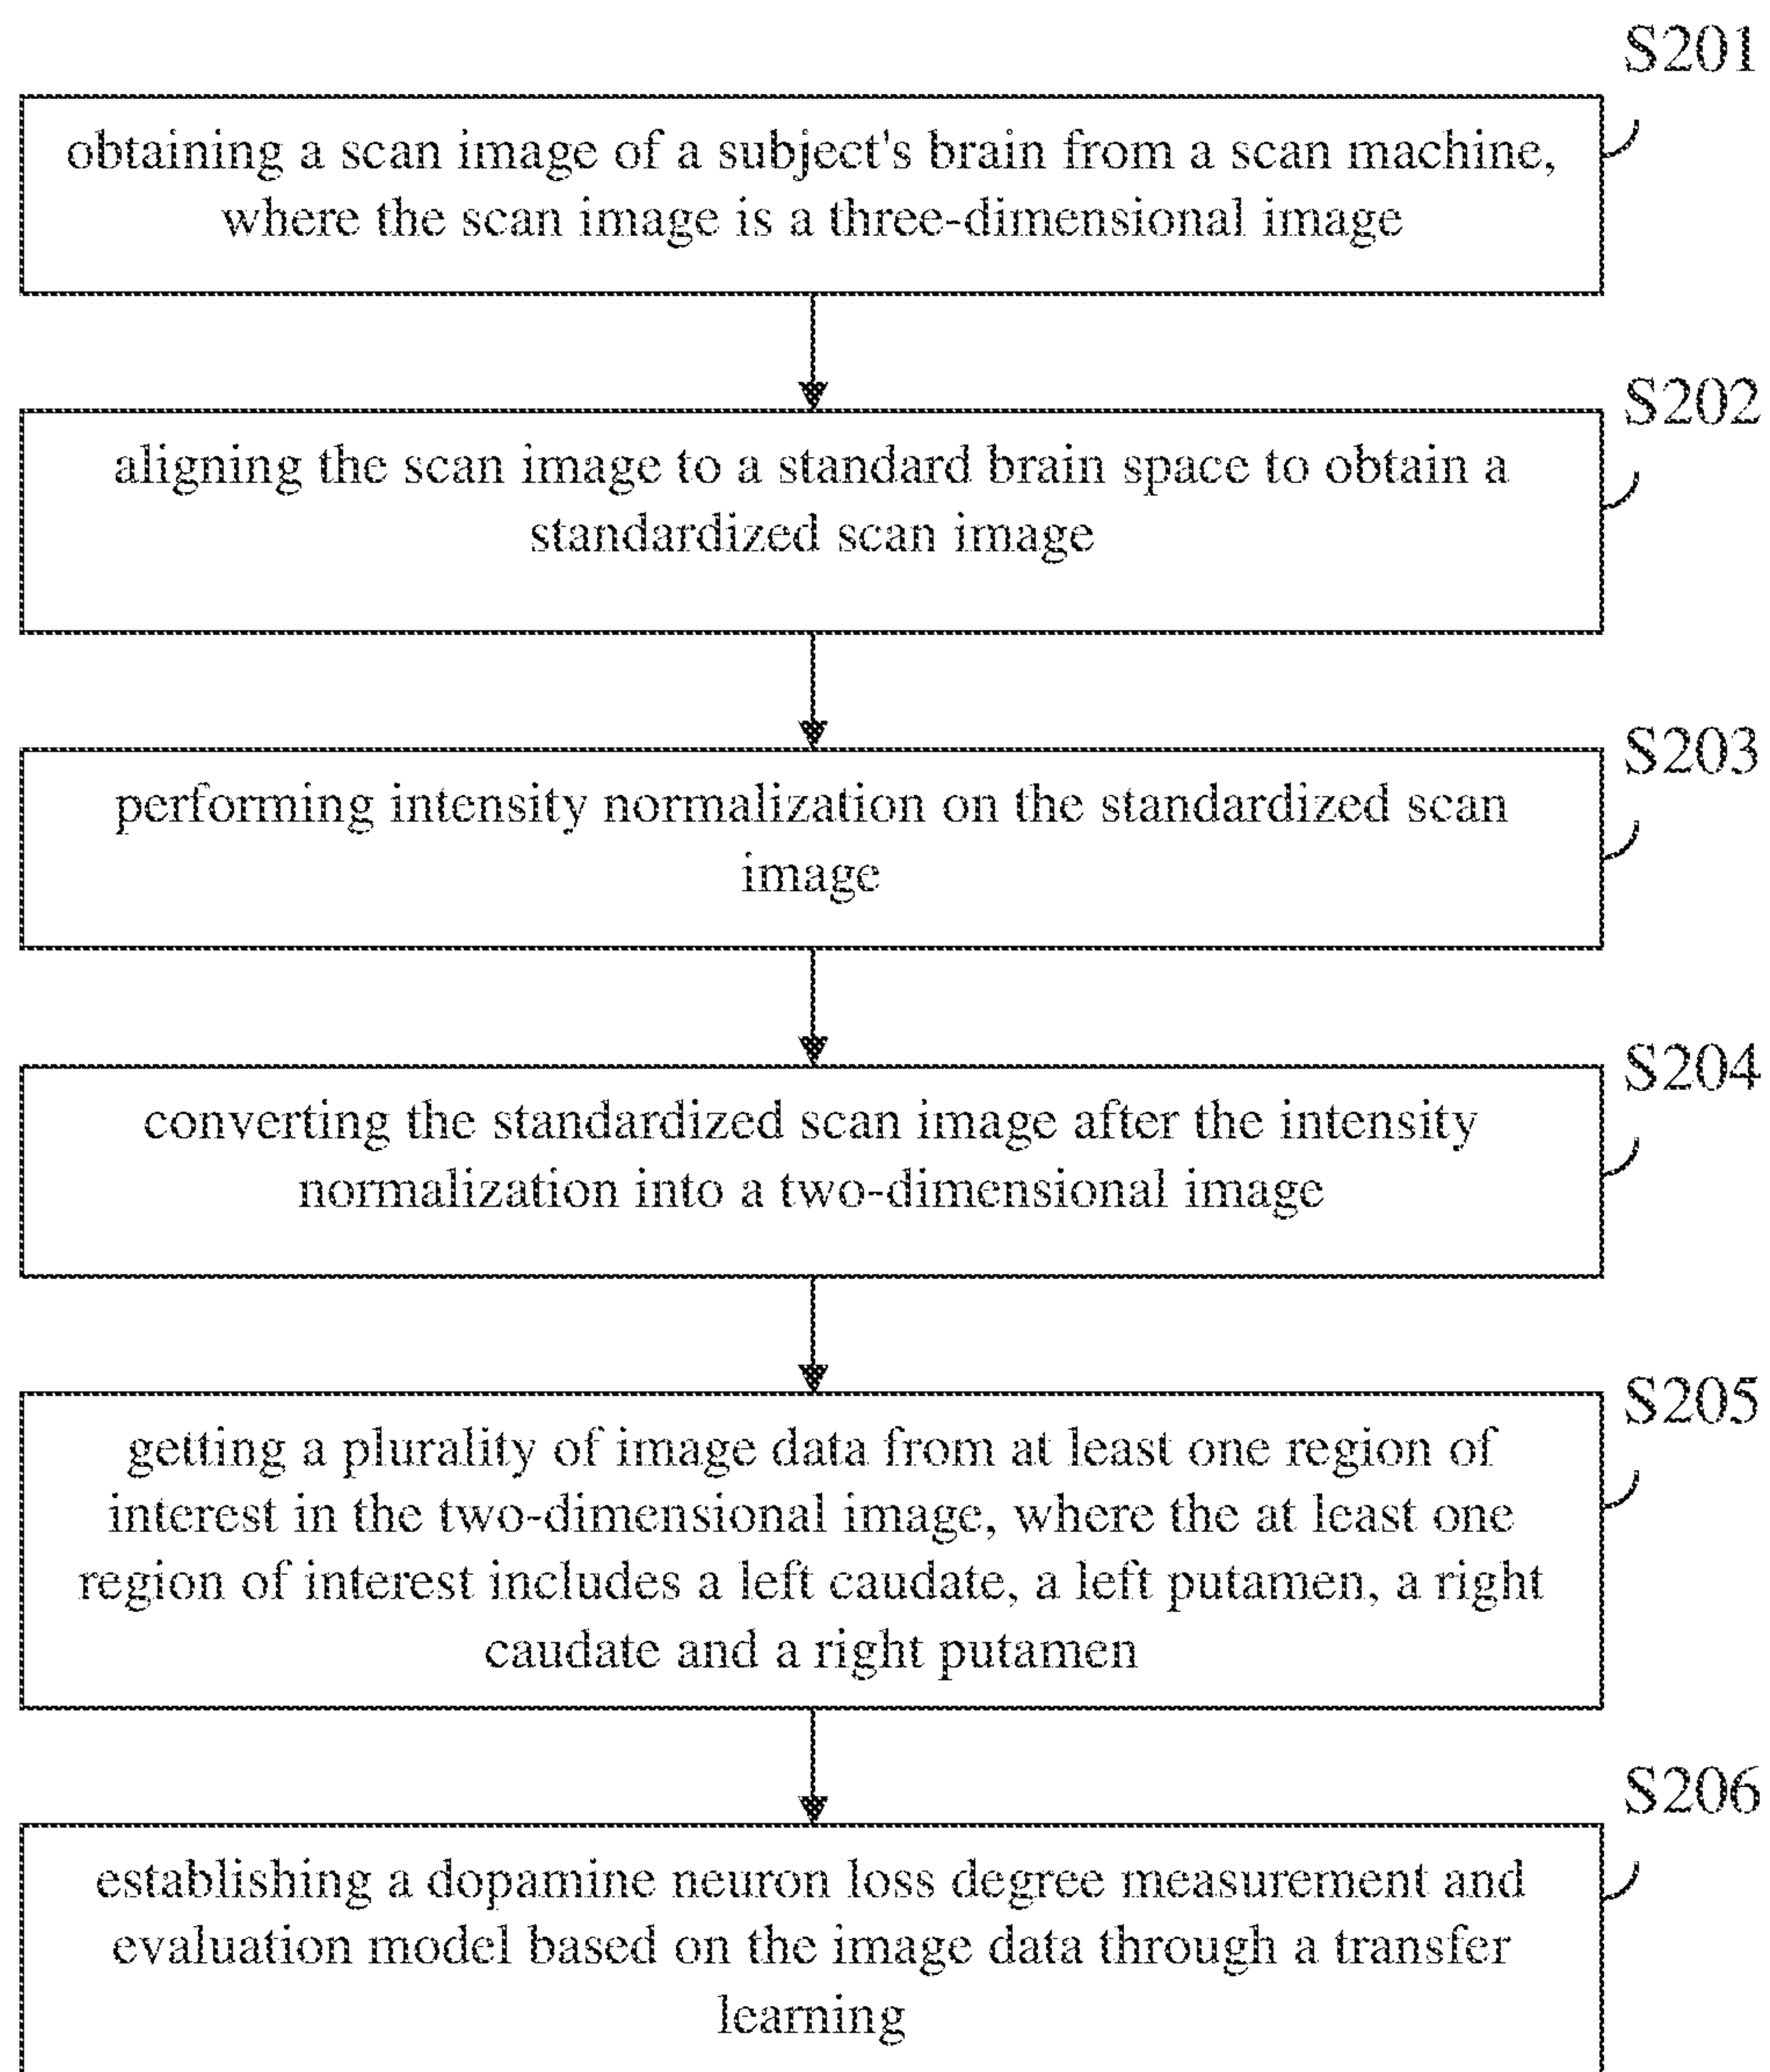 S201
obtaining a scan image of a subject's brain from a scan machine,
where the scan image is a three-dimensional image
S202
aligning the scan image to a standard brain space to obtain a
standardized scan image
S203
performing intensity normalization on the standardized scan
image
S204
converting the standardized scan image after the intensity
normalization into a two-dimensional image
S205
getting a plurality of image data from at least one region of
interest in the two-dimensional image, where the at least one
region of interest includes a left caudate, a left putamen, a right
caudate and a right putamen
S206
establishing a dopamine neuron loss degree measurement and
evaluation model based on the image data through a transfer
learning